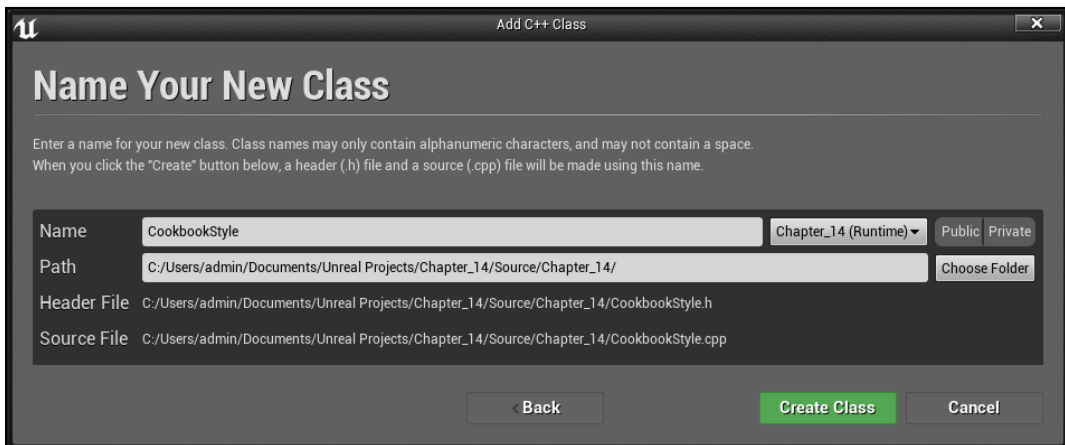 Add C++ Class
Name Your New Class
Enter a name for your new class. Class names may only contain alphanumeric characters, and may not contain a space.
When you click the "Create" button below, a header (.h) file and a source (.cpp) file will be made using this name.
Name CookbookStyle Chapter_14 (Runtime) Public Private
Path C:/Users/admin/Documents/Unreal Projects/Chapter_14/Source/Chapter_14/ Choose Folder
Header File C:/Users/admin/Documents/Unreal Projects/Chapter_14/Source/Chapter_14/CookbookStyle.h
Source File C:/Users/admin/Documents/Unreal Projects/Chapter_14/Source/Chapter_14/CookbookStyle.cpp
Back Create Class Cancel